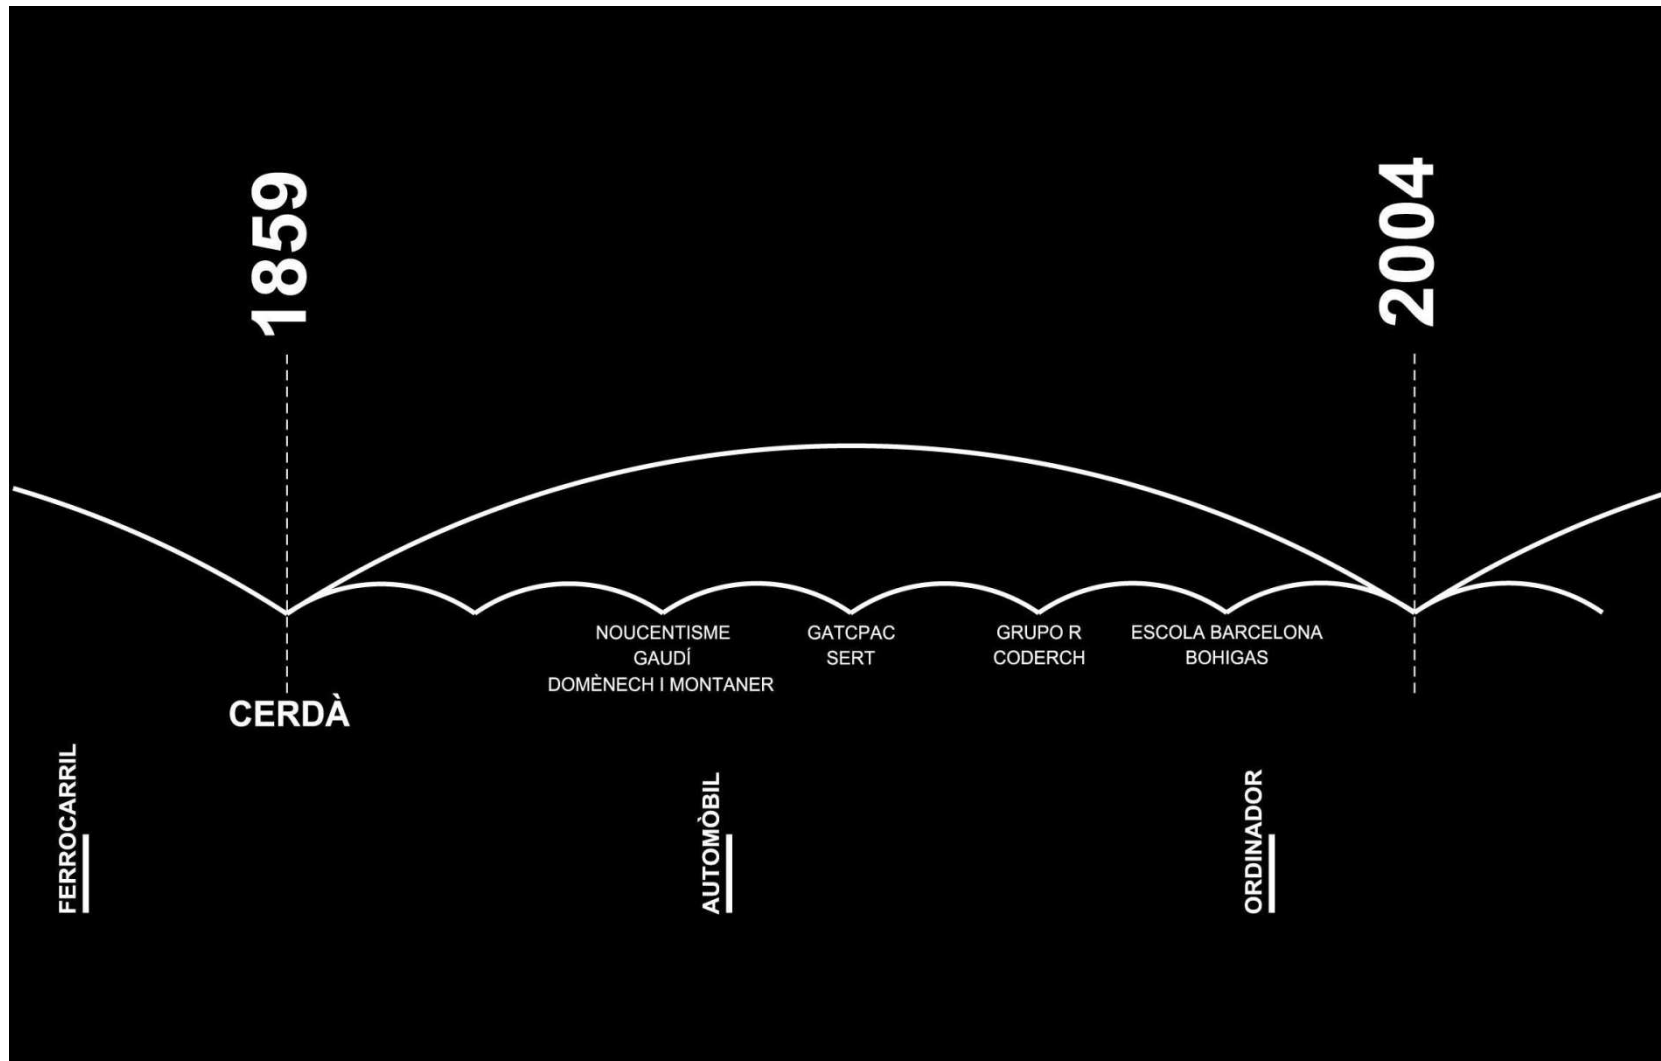 1859
2004
NOUCENTISME
GAUDÍ
DOMÈNECH I MONTANER
GATCPAC
SERT
GRUPO R
CODERCH
ESCOLA BARCELONA
BOHIGAS
CERDÀ
FERROCARRIL
AUTOMÒBIL
ORDINADOR